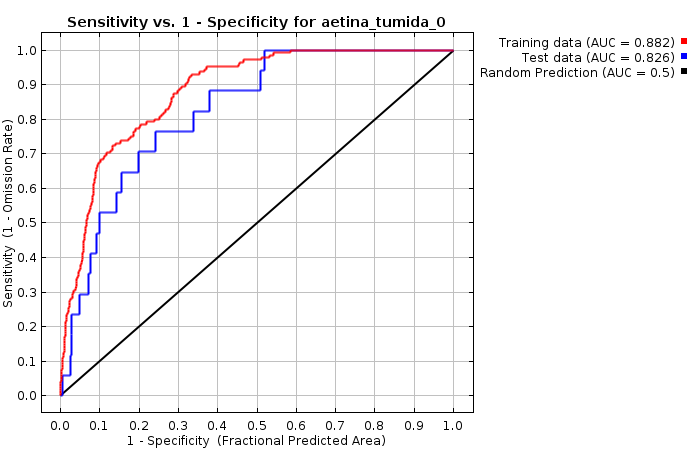 Sensitivity vs. 1 - Specificity for aetina_tumida_0
Training data (AUC = 0.882)
Test data (AUC = 0.826)
Random Prediction (AUC = 0.5)
Sensitivity (1 - Omission Rate)
1.0
0.9
0.8
0.7
0.6
0.5
0.4
0.3
0.2
0.1
0.0
0.0 0.1 0.2 0.3 0.4 0.5 0.6 0.7 0.8 0.9 1.0
1 - Specificity (Fractional Predicted Area)